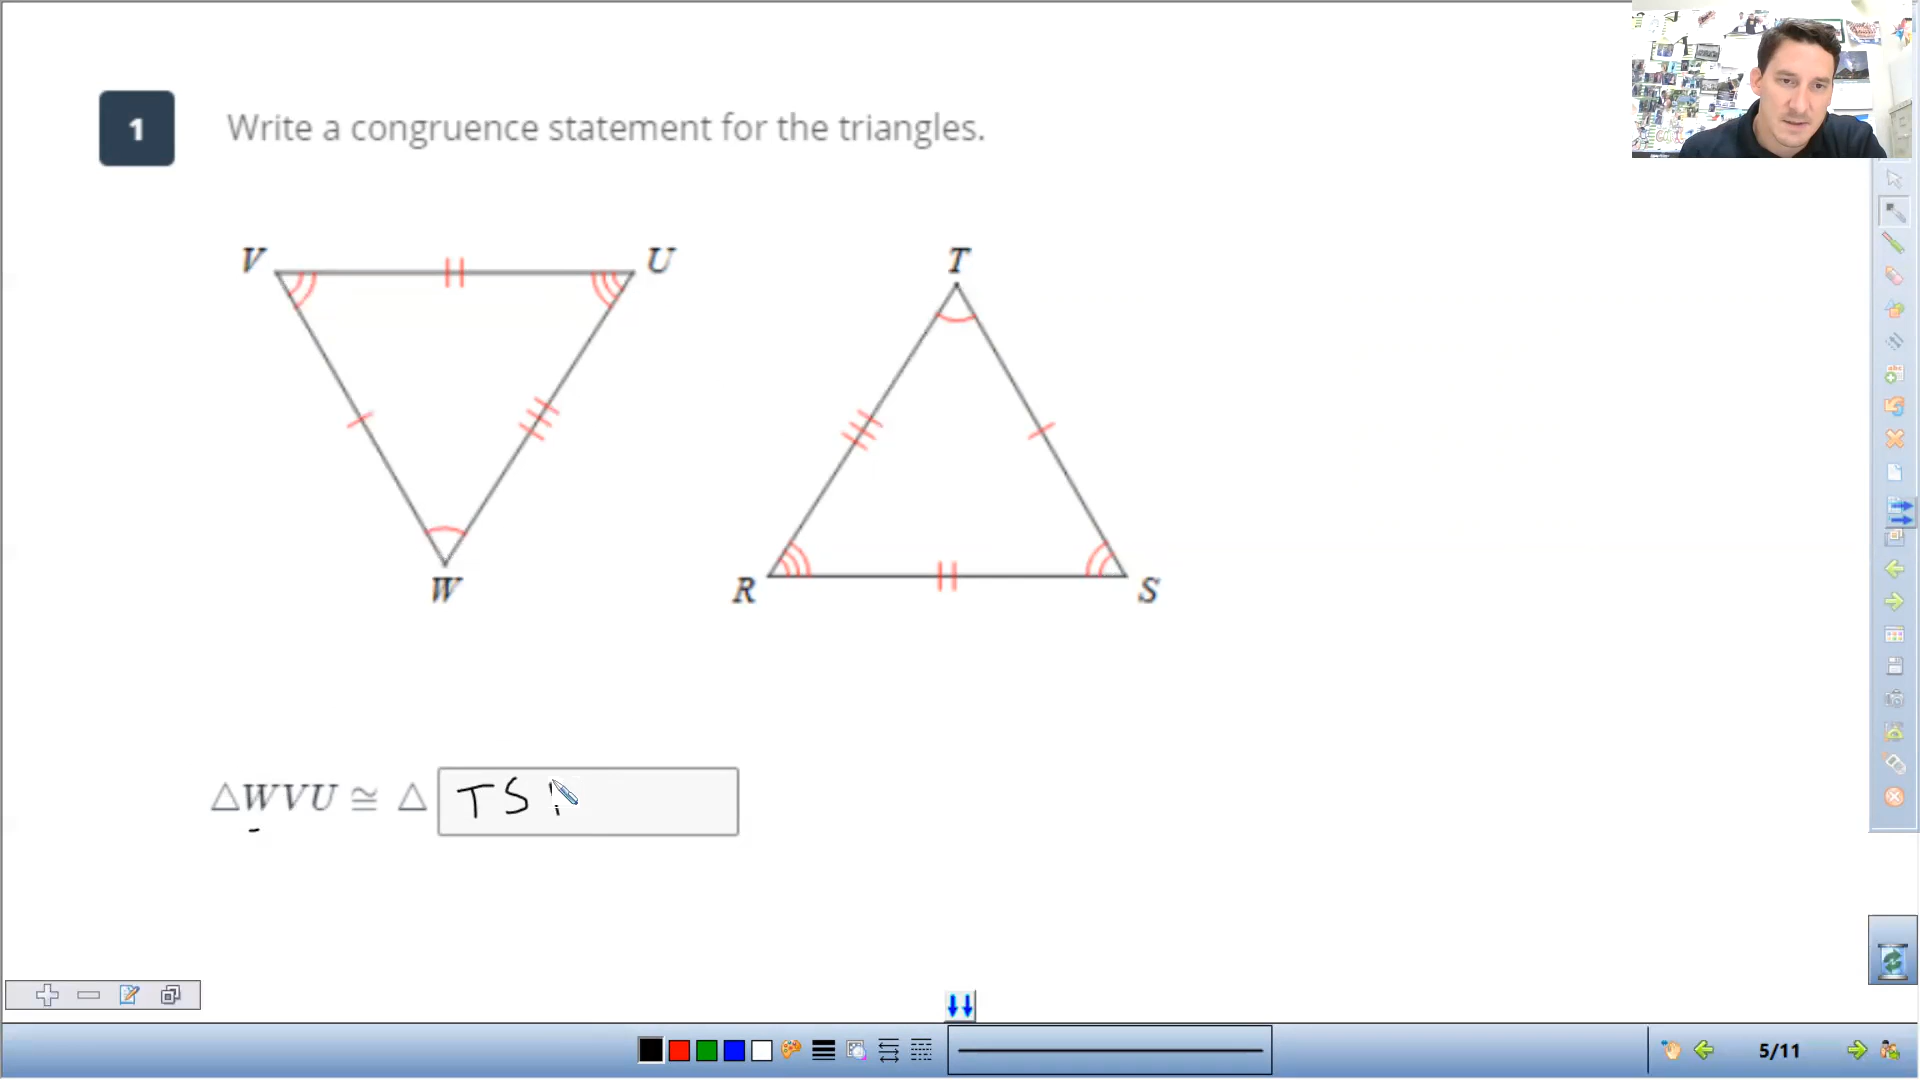 1 Write a congruence statement for the triangles.
V U T
W R S
△WVU ≅ △ TS
5/11